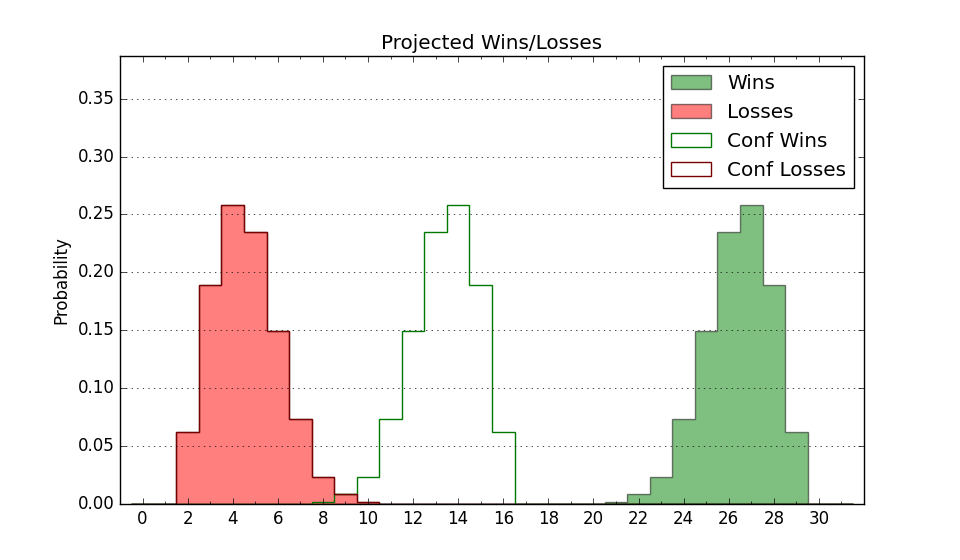 Projected Wins/Losses
Wins
Losses
Conf Wins
Conf Losses
Probability
0.35
0.30
0.25
0.20
0.15
0.10
0.05
0.00
0 2 4 6 8 10 12 14 16 18 20 22 24 26 28 30